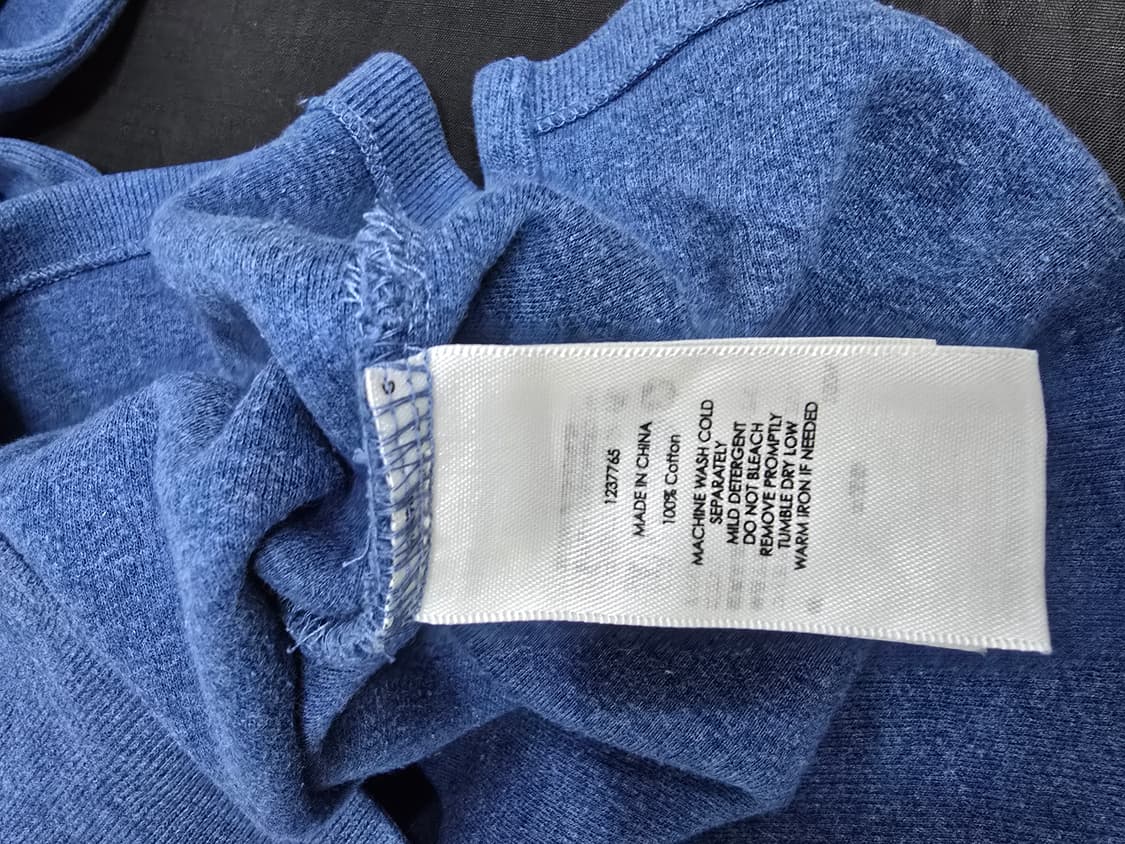 1237765
MADE IN CHINA
100% Cotton
MACHINE WASH COLD
SEPARATELY
MILD DETERGENT
DO NOT BLEACH
REMOVE PROMPTLY
TUMBLE DRY LOW
WARM IRON IF NEEDED